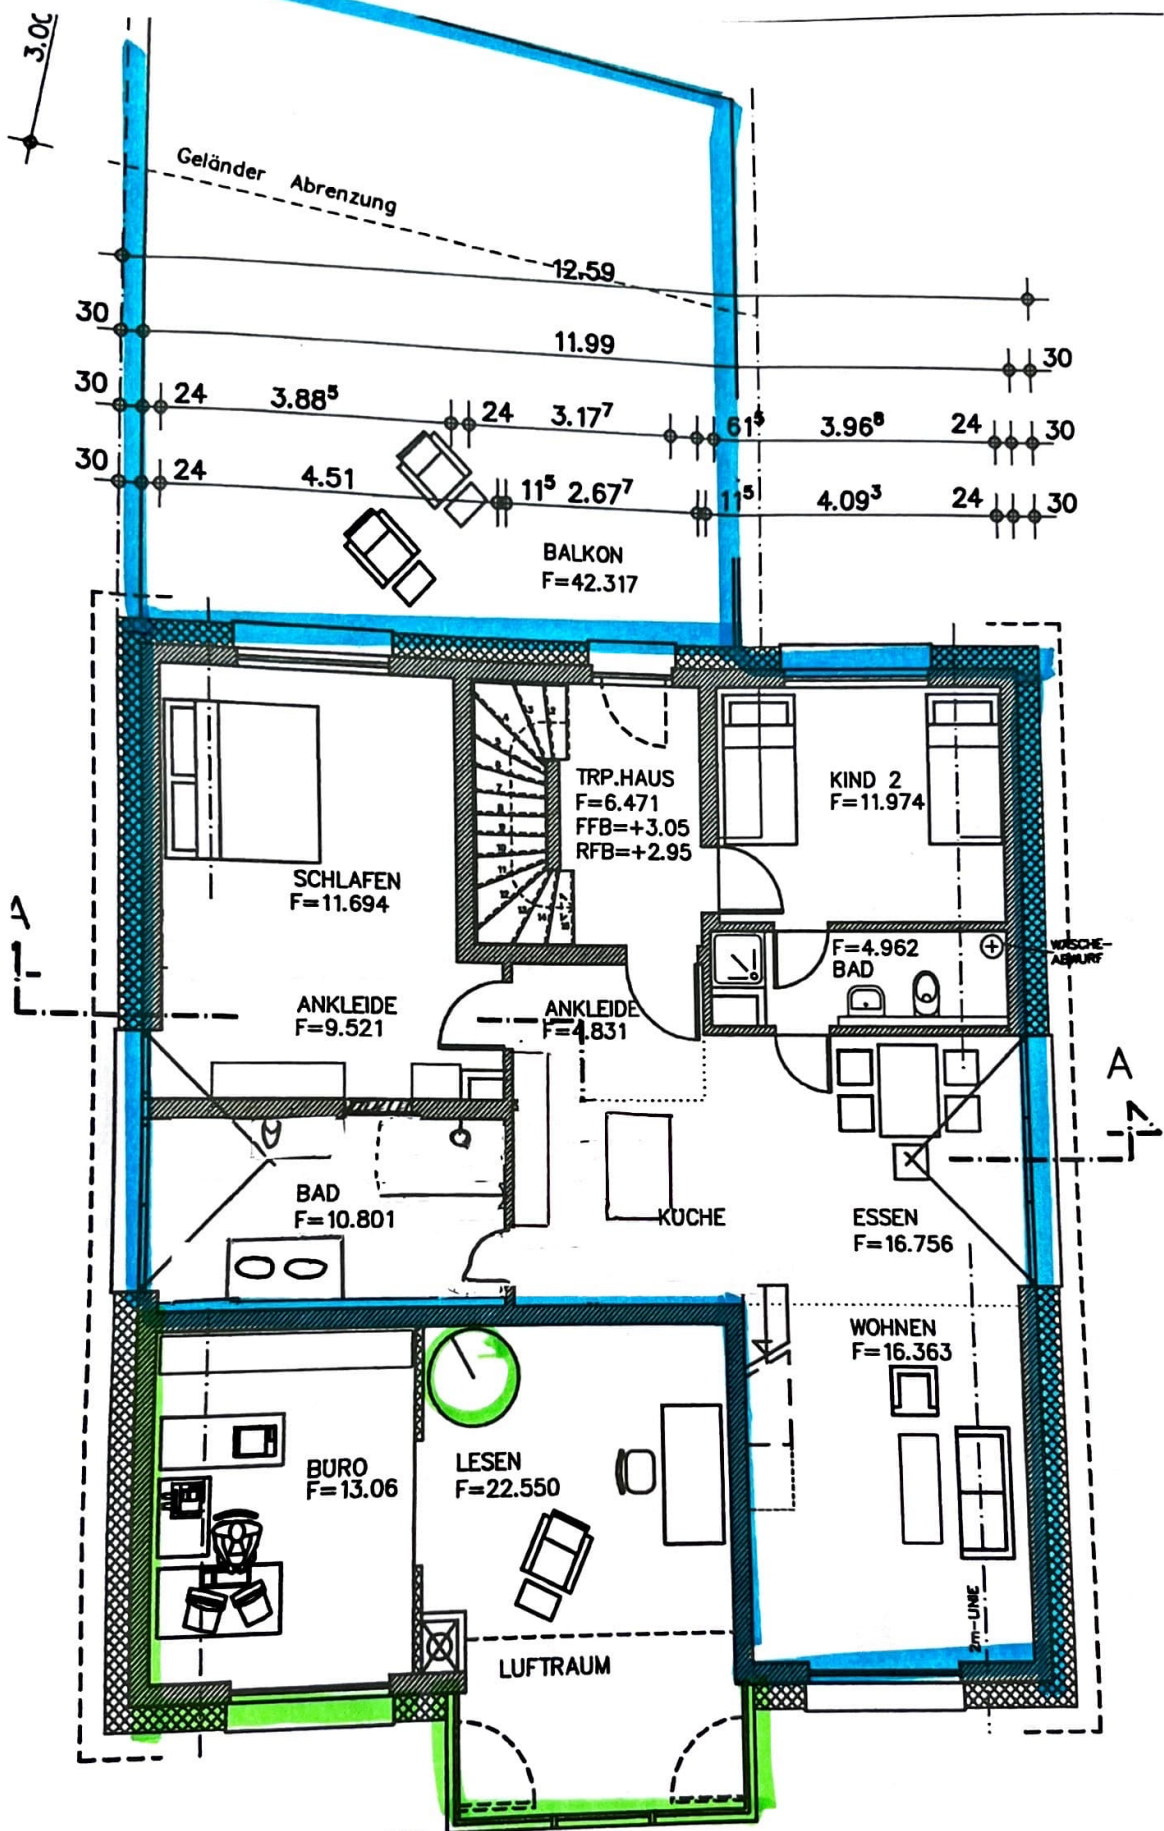 3.00
Geländer Abrenzung
12.59
30 11.99 30
30 24 3.88⁵ 24 3.17⁷ 61⁵ 3.96⁸ 24 30
30 24 4.51 11⁵ 2.67⁷ 11⁵ 4.09³ 24 30
BALKON
F=42.317
TRP.HAUS
F=6.471
FFB=+3.05
RFB=+2.95
KIND 2
F=11.974
SCHLAFEN
F=11.694
A
F=4.962
BAD
WÄSCHE-
ABWURF
ANKLEIDE
F=9.521
ANKLEIDE
F=4.831
A
BAD
F=10.801
KÜCHE
ESSEN
F=16.756
WOHNEN
F=16.363
BÜRO
F=13.06
LESEN
F=22.550
2m-LINIE
LUFTRAUM